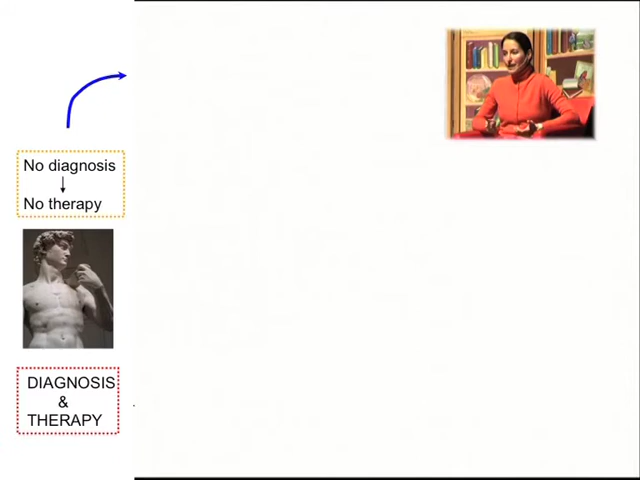 No diagnosis
No therapy
DIAGNOSIS
&
THERAPY